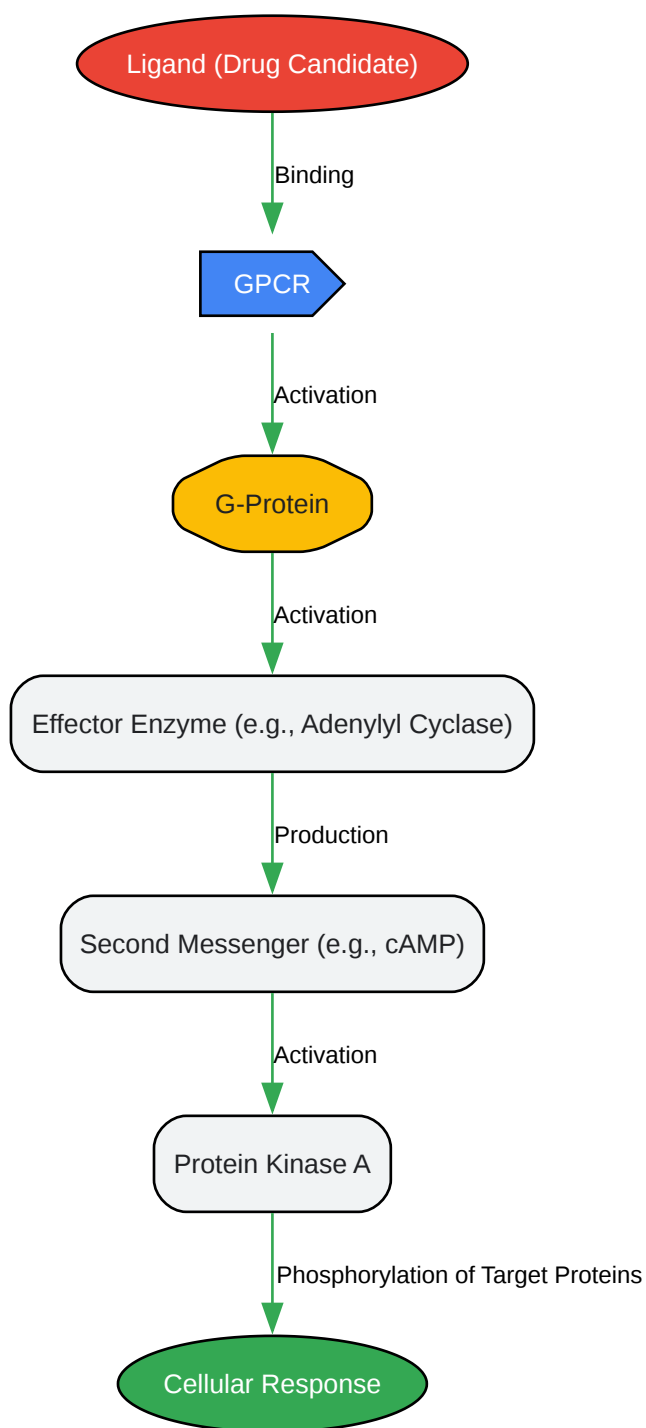 Ligand (Drug Candidate)
Binding
GPCR
Activation
G-Protein
Activation
Effector Enzyme (e.g., Adenylyl Cyclase)
Production
Second Messenger (e.g., cAMP)
Activation
Protein Kinase A
Phosphorylation of Target Proteins
Cellular Response